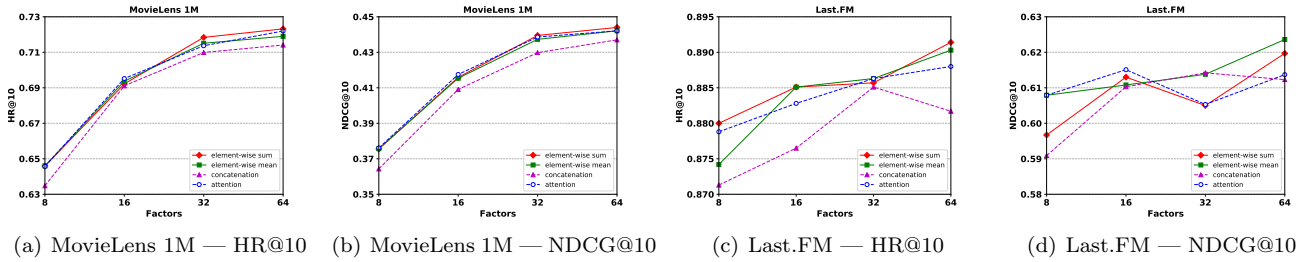 MovieLens 1M
HR@10
0.73
0.71
0.69
0.67
0.65
0.63
8
16
32
64
Factors
element-wise sum
element-wise mean
concatenation
attention
(a) MovieLens 1M — HR@10
MovieLens 1M
NDCG@10
0.45
0.43
0.41
0.39
0.37
0.35
8
16
32
64
Factors
element-wise sum
element-wise mean
concatenation
attention
(b) MovieLens 1M — NDCG@10
Last.FM
HR@10
0.895
0.890
0.885
0.880
0.875
0.870
8
16
32
64
Factors
element-wise sum
element-wise mean
concatenation
attention
(c) Last.FM — HR@10
Last.FM
NDCG@10
0.63
0.62
0.61
0.60
0.59
0.58
8
16
32
64
Factors
element-wise sum
element-wise mean
concatenation
attention
(d) Last.FM — NDCG@10